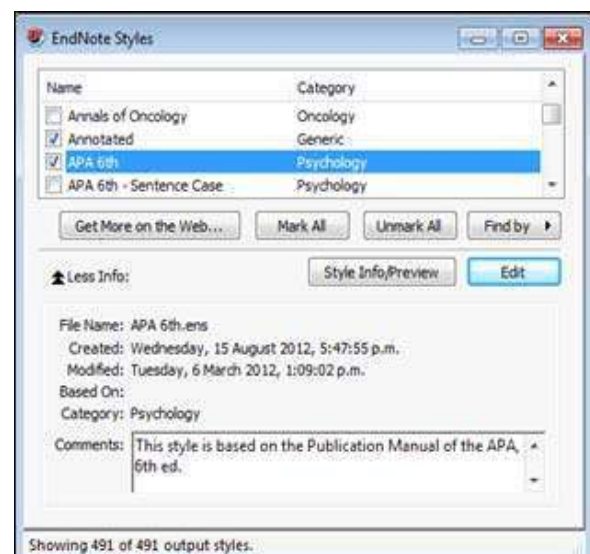 EndNote Styles
Name Category
Annals of Oncology Oncology
Annotated Generic
APA 6th Psychology
APA 6th - Sentence Case Psychology
Get More on the Web... Mark All Unmark All Find by
Less Info: Style Info/Preview Edit
File Name: APA 6th.ens
Created: Wednesday, 15 August 2012, 5:47:55 p.m.
Modified: Tuesday, 6 March 2012, 1:09:02 p.m.
Based On:
Category: Psychology
Comments: This style is based on the Publication Manual of the APA,
6th ed.
Showing 491 of 491 output styles.